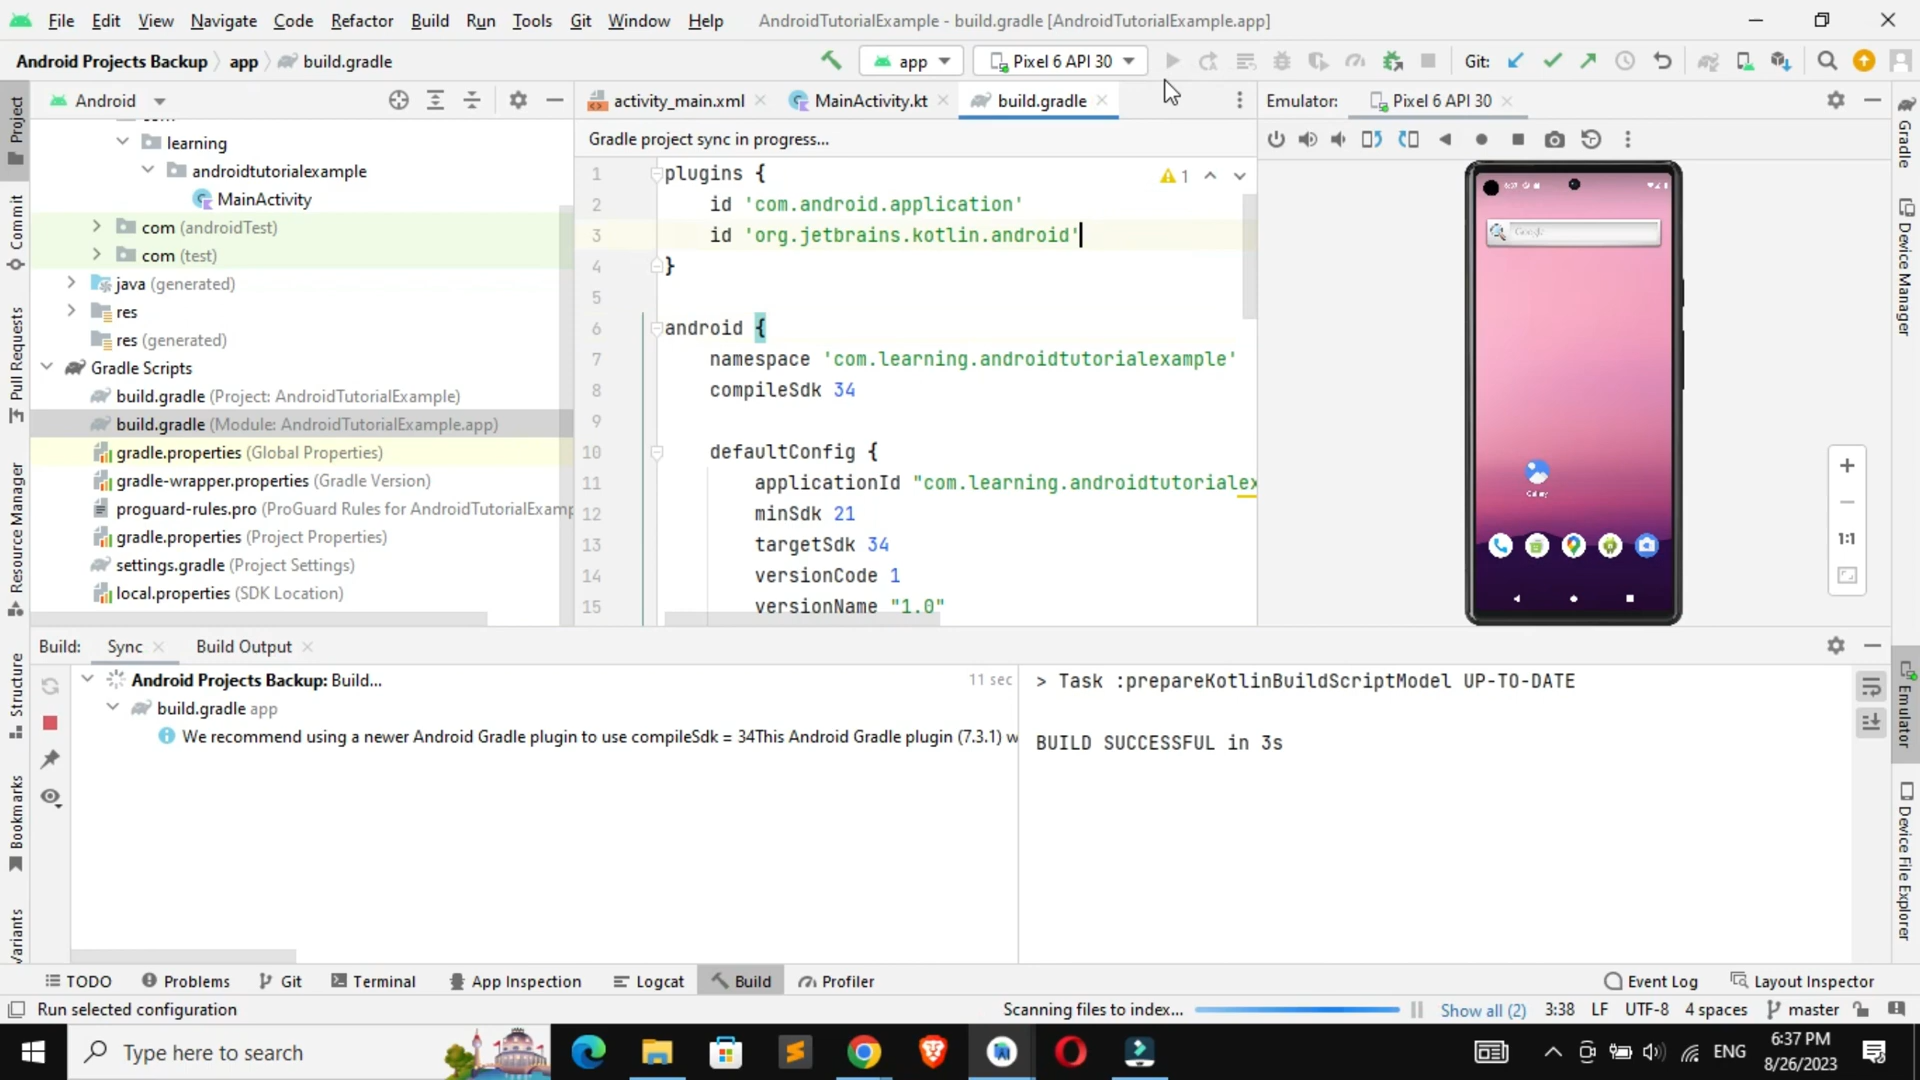 File Edit View Navigate Code Refactor Build Run Tools Git Window Help AndroidTutorialExample - build.gradle [AndroidTutorialExample.app]
Android Projects Backup app build.gradle app Pixel 6 API 30 Git:
Android activity_main.xml MainActivity.kt build.gradle Emulator: Pixel 6 API 30
Gradle project sync in progress...
learning
androidtutorialexample
MainActivity
com (androidTest)
com (test)
java (generated)
res
res (generated)
Gradle Scripts
build.gradle (Project: AndroidTutorialExample)
build.gradle (Module: AndroidTutorialExample.app)
gradle.properties (Global Properties)
gradle-wrapper.properties (Gradle Version)
proguard-rules.pro (ProGuard Rules for AndroidTutorialExamp
gradle.properties (Project Properties)
settings.gradle (Project Settings)
local.properties (SDK Location)
1 plugins {
2 id 'com.android.application'
3 id 'org.jetbrains.kotlin.android'
4 }
5
6 android {
7 namespace 'com.learning.androidtutorialexample'
8 compileSdk 34
9
10 defaultConfig {
11 applicationId "com.learning.androidtutorialex
12 minSdk 21
13 targetSdk 34
14 versionCode 1
15 versionName "1.0"
1
1:1
Project
Commit
Pull Requests
Resource Manager
Structure
Bookmarks
ariants
Gradle
Device Manager
Emulator
Device File Explorer
Build: Sync Build Output
Android Projects Backup: Build... 11 sec
build.gradle app
We recommend using a newer Android Gradle plugin to use compileSdk = 34This Android Gradle plugin (7.3.1) w
> Task :prepareKotlinBuildScriptModel UP-TO-DATE
BUILD SUCCESSFUL in 3s
TODO Problems Git Terminal App Inspection Logcat Build Profiler Event Log Layout Inspector
Run selected configuration Scanning files to index... Show all (2) 3:38 LF UTF-8 4 spaces master
Type here to search ENG 6:37 PM
8/26/2023